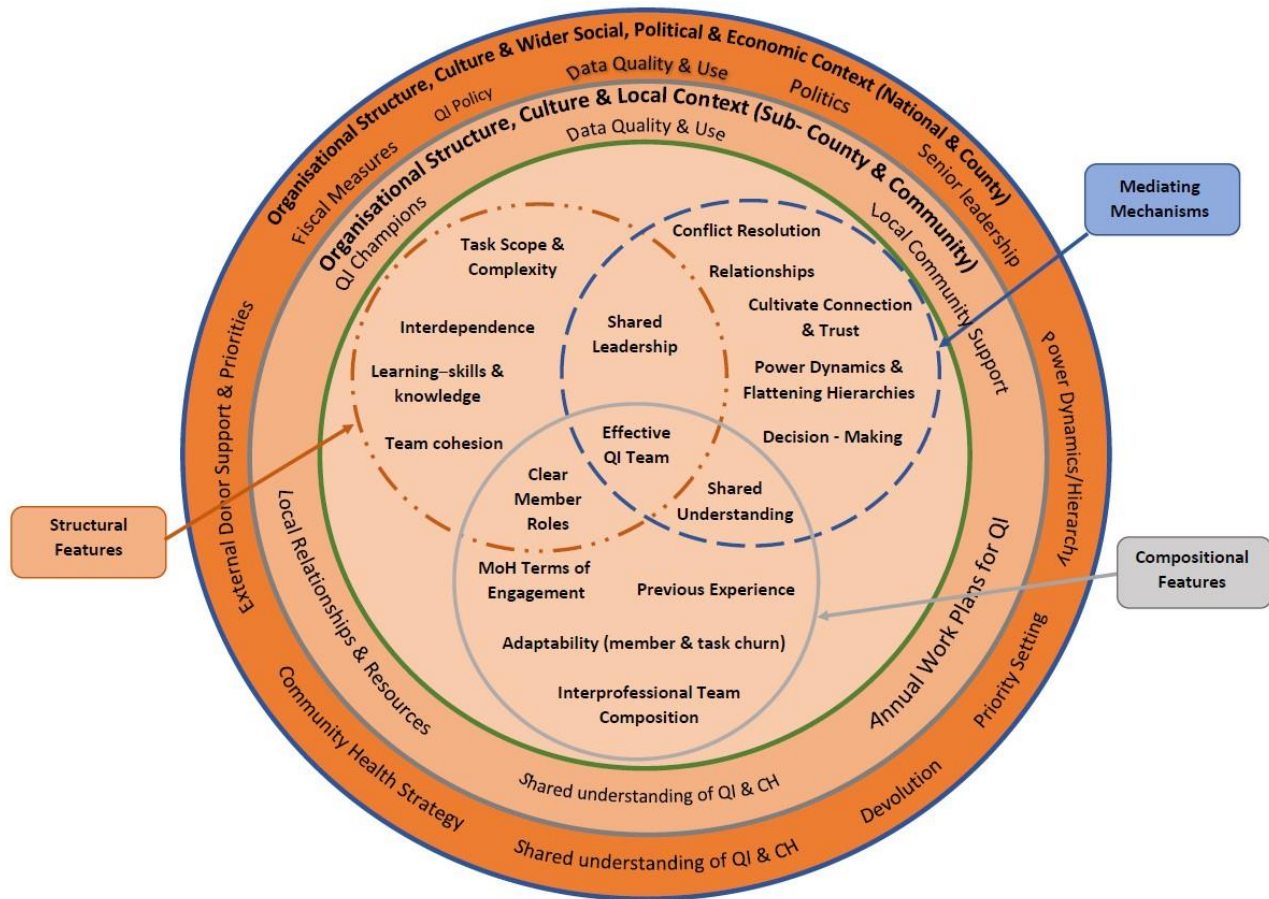 Organisational Structure, Culture & Wider Social, Political & Economic Context (National & County)
Data Quality & Use
QI Policy
Politics
Fiscal Measures
Senior leadership
External Donor Support & Priorities
Power Dynamics/Hierarchy
Community Health Strategy
Priority Setting
Devolution
Shared understanding of QI & CH
Organisational Structure, Culture & Local Context (Sub- County & Community)
Data Quality & Use
QI Champions
Local Community Support
Local Relationships & Resources
Annual Work Plans for QI
Shared understanding of QI & CH
Mediating
Mechanisms
Structural
Features
Compositional
Features
Task Scope &
Complexity
Interdependence
Learning–skills &
knowledge
Team cohesion
Conflict Resolution
Relationships
Cultivate Connection
& Trust
Power Dynamics &
Flattening Hierarchies
Decision - Making
Shared
Leadership
Effective
QI Team
Clear
Member
Roles
Shared
Understanding
MoH Terms of
Engagement
Previous Experience
Adaptability (member & task churn)
Interprofessional Team
Composition